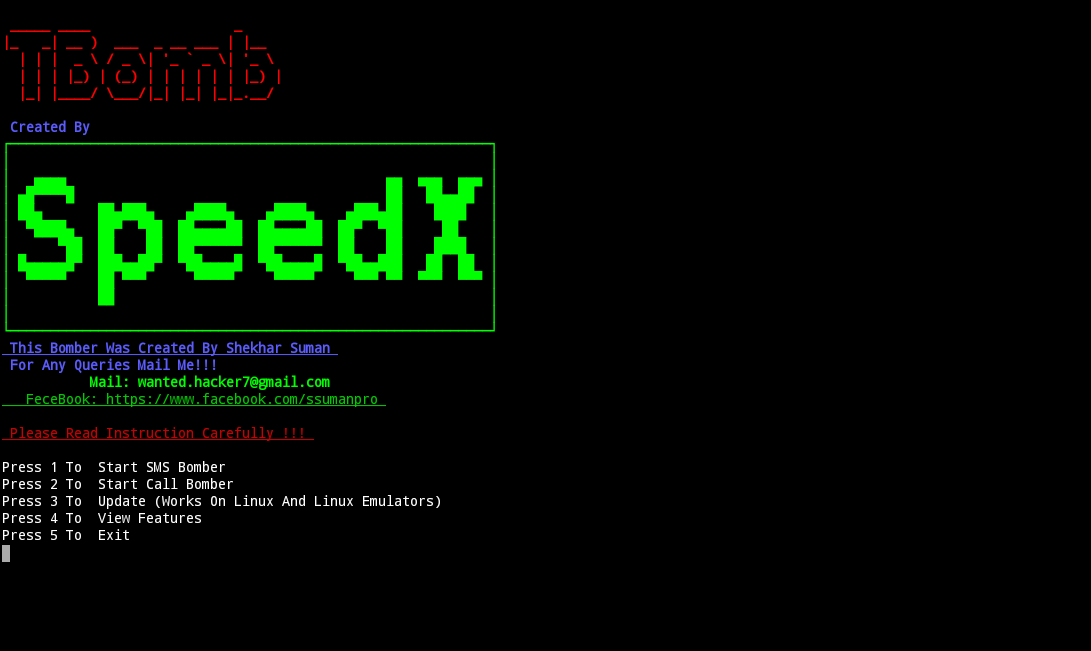 TBomb
Created By
SpeedX
This Bomber Was Created By Shekhar Suman
For Any Queries Mail Me!!!
Mail: wanted.hacker7@gmail.com
FeceBook: https://www.facebook.com/ssumanpro
Please Read Instruction Carefully !!!
Press 1 To  Start SMS Bomber
Press 2 To  Start Call Bomber
Press 3 To  Update (Works On Linux And Linux Emulators)
Press 4 To  View Features
Press 5 To  Exit